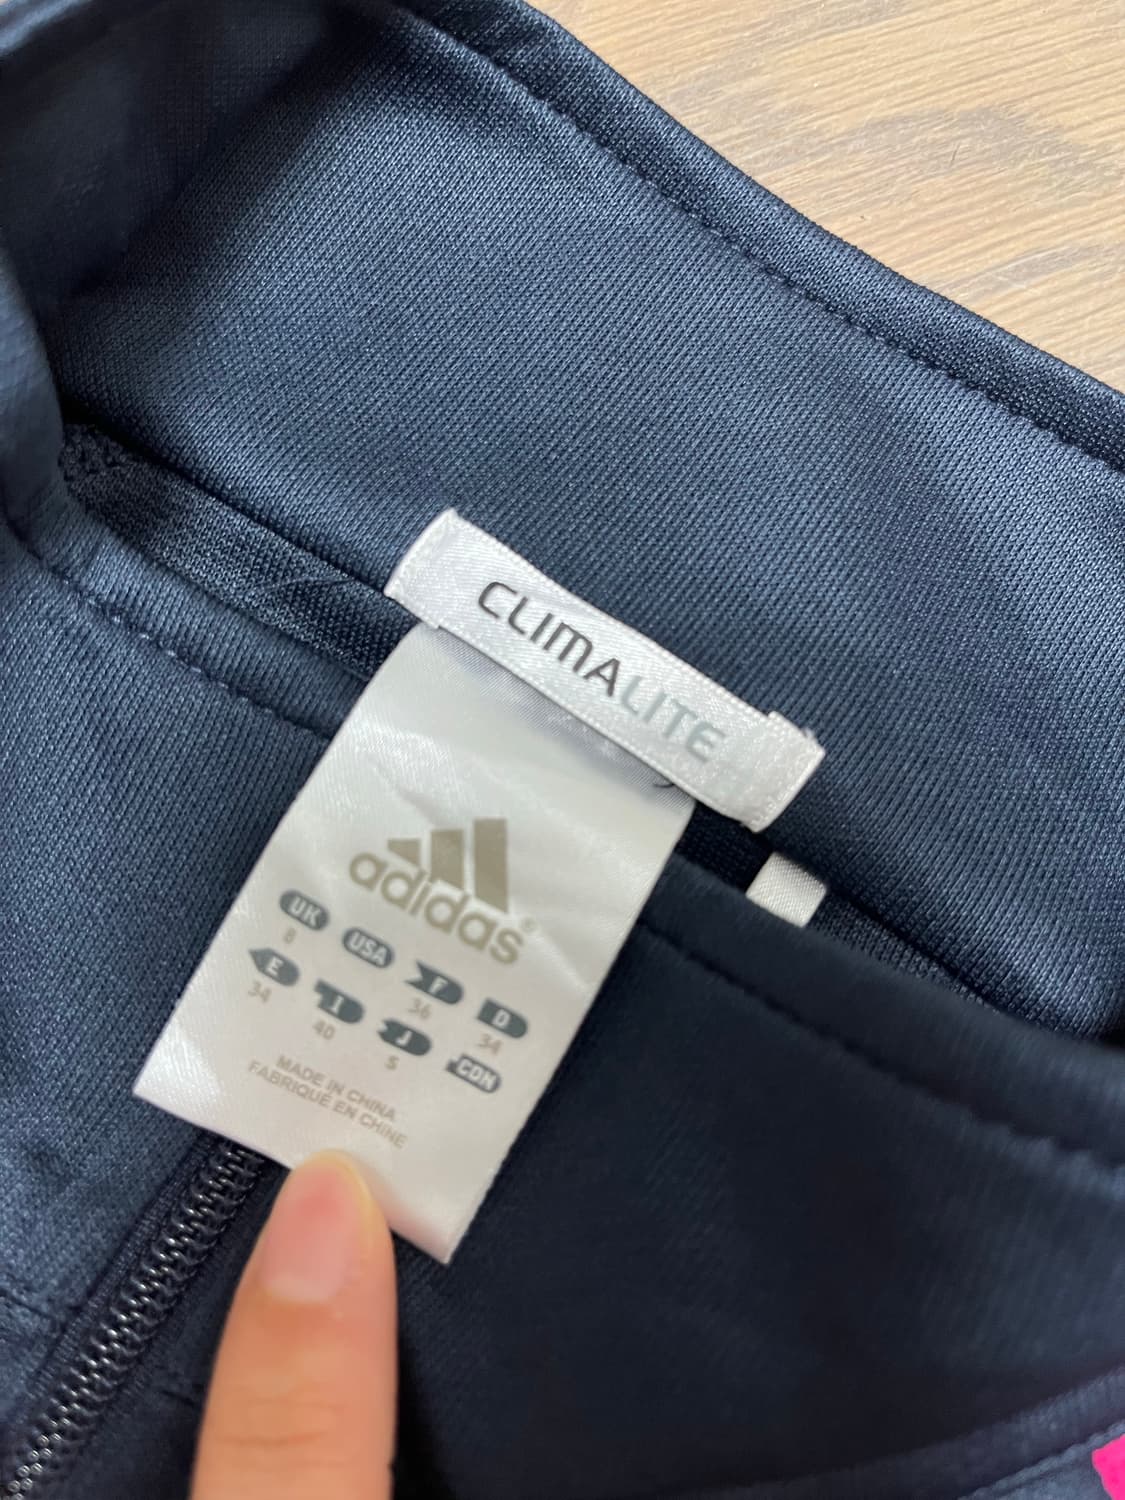 CLIMALITE
adidas®
UK USA F D
8 36 34
E I J CDN
34 40 S
MADE IN CHINA
FABRIQUÉ EN CHINE